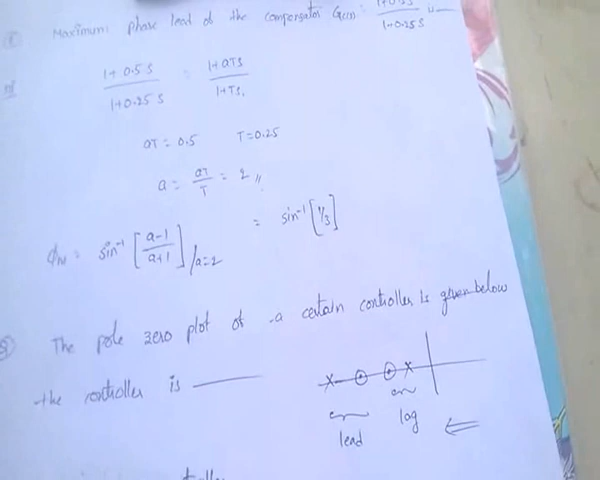 Maximum phase lead of the compensator G(s) = 1+0.5S / 1+0.25S is
1+0.5S / 1+0.25S = 1+aTS / 1+TS
aT = 0.5 T=0.25
a = aT/T = 2 //
ϕm = sin⁻¹ [a-1 / a+1] /a=2 = sin⁻¹ [1/3]
The pole zero plot of a certain controller is given below
the controller is ———
lead lag ⇐